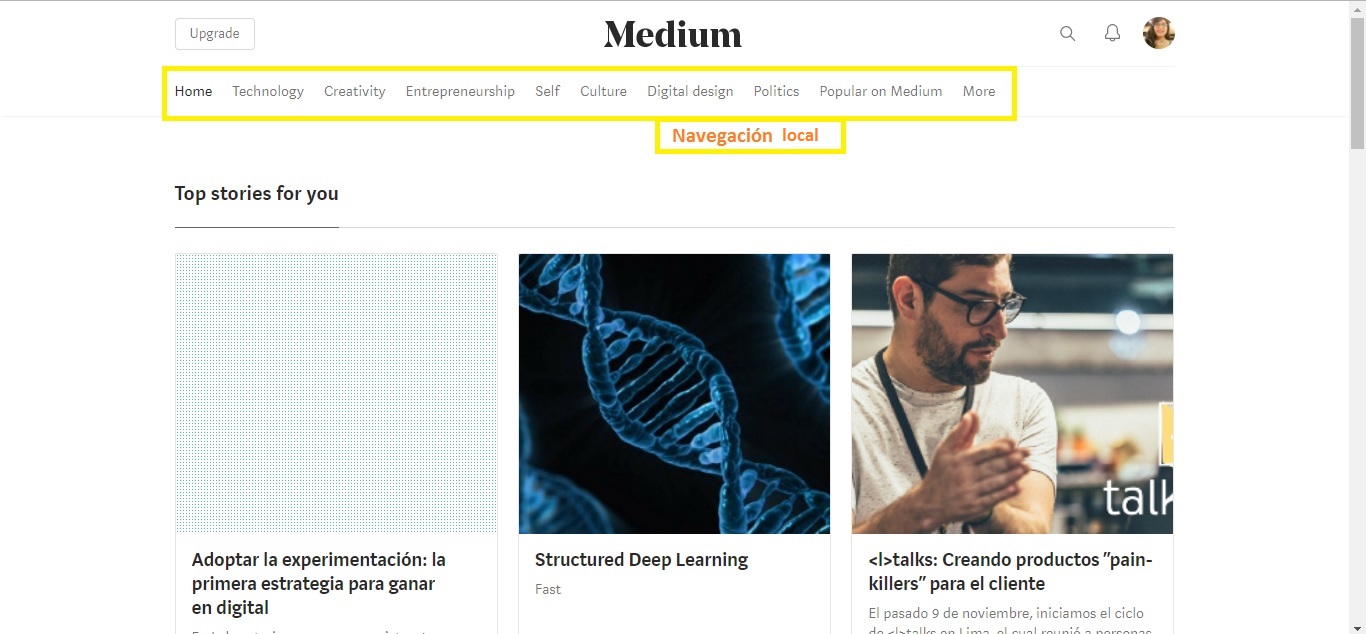 Upgrade
Medium
Home Technology Creativity Entrepreneurship Self Culture Digital design Politics Popular on Medium More
Navegación local
Top stories for you
Adoptar la experimentación: la
primera estrategia para ganar
en digital
Structured Deep Learning
Fast
talk
<l>talks: Creando productos "pain-
killers" para el cliente
El pasado 9 de noviembre, iniciamos el ciclo
de <l>talks en Lima, el cual reunió a personas